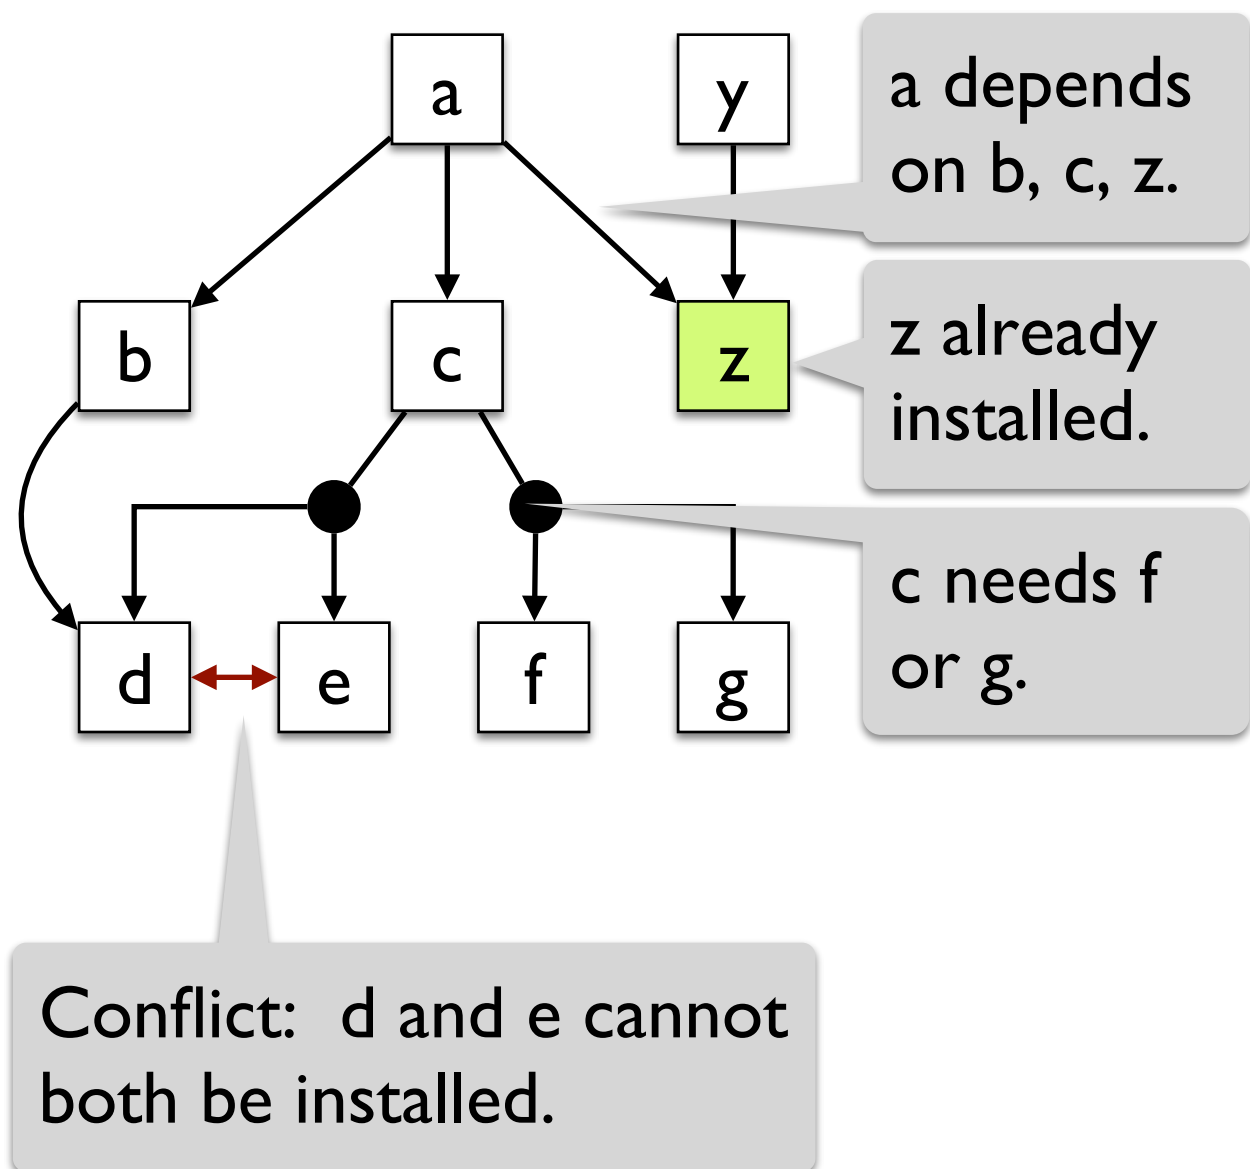 a
y
a depends
on b, c, z.
b
c
z
z already
installed.
c needs f
or g.
d
e
f
g
Conflict: d and e cannot
both be installed.